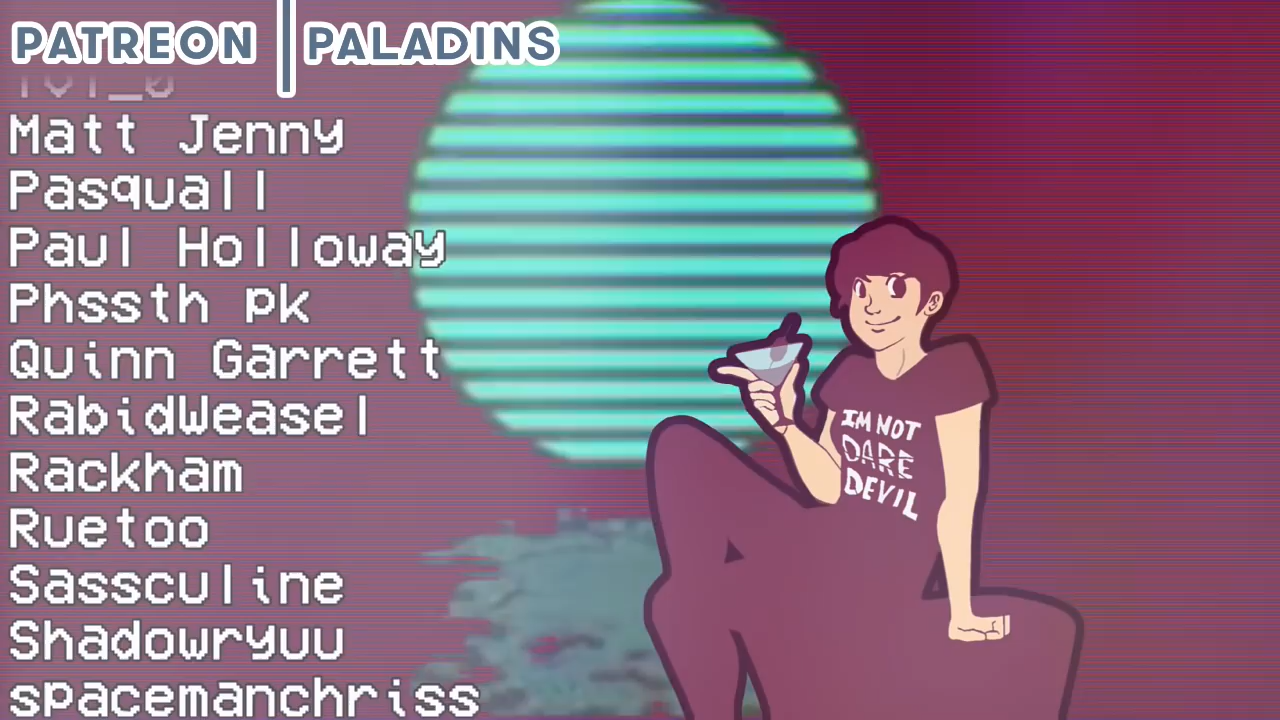 PATREON | PALADINS
Matt Jenny
Pasquall
Paul Holloway
Phssth pk
Quinn Garrett
RabidWeasel
Rackham
Ruetoo
Sassculine
Shadowryuu
spacemanchriss
IM NOT
DARE
DEVIL